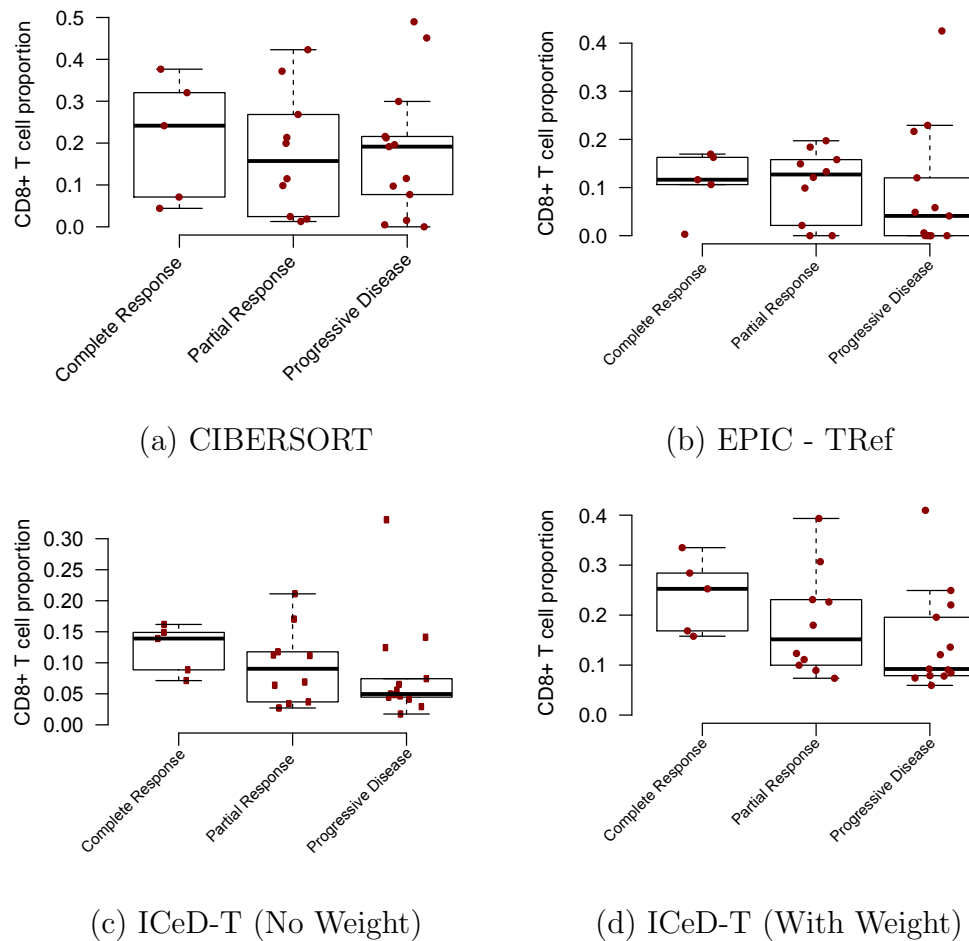 CD8+ T cell proportion
0.5
0.4
0.3
0.2
0.1
0.0
Complete Response
Partial Response
Progressive Disease
(a) CIBERSORT
CD8+ T cell proportion
0.4
0.3
0.2
0.1
0.0
Complete Response
Partial Response
Progressive Disease
(b) EPIC - TRef
CD8+ T cell proportion
0.30
0.25
0.20
0.15
0.10
0.05
0.00
Complete Response
Partial Response
Progressive Disease
(c) ICeD-T (No Weight)
CD8+ T cell proportion
0.4
0.3
0.2
0.1
0.0
Complete Response
Partial Response
Progressive Disease
(d) ICeD-T (With Weight)